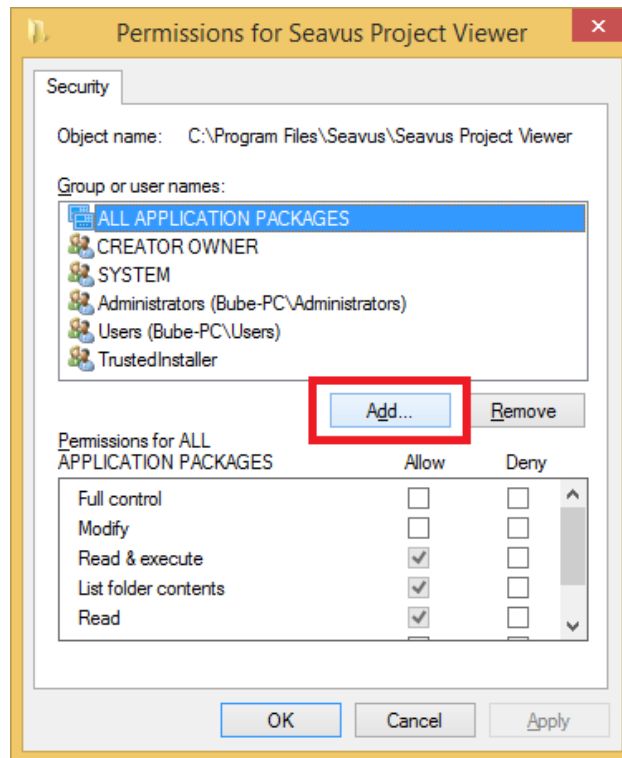 Permissions for Seavus Project Viewer
Security
Object name: C:\Program Files\Seavus\Seavus Project Viewer
Group or user names:
ALL APPLICATION PACKAGES
CREATOR OWNER
SYSTEM
Administrators (Bube-PC\Administrators)
Users (Bube-PC\Users)
TrustedInstaller
Add... Remove
Permissions for ALL
APPLICATION PACKAGES Allow Deny
Full control
Modify
Read & execute
List folder contents
Read
OK Cancel Apply